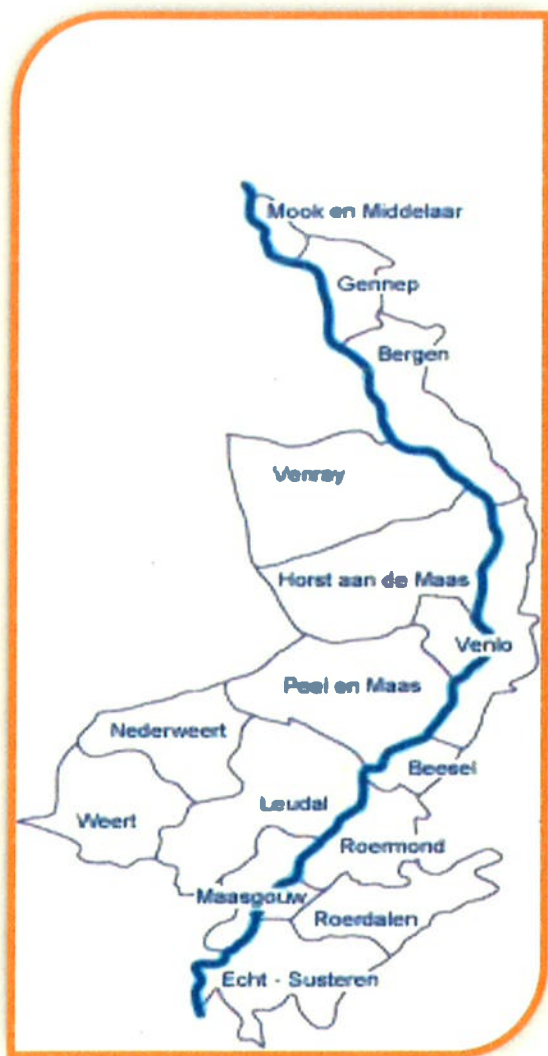 Mook en Middelaar
Gennep
Bergen
Venray
Horst aan de Maas
Venlo
Peel en Maas
Nederweert
Beesel
Leudal
Weert
Roermond
Maasgouw
Roerdalen
Echt - Susteren